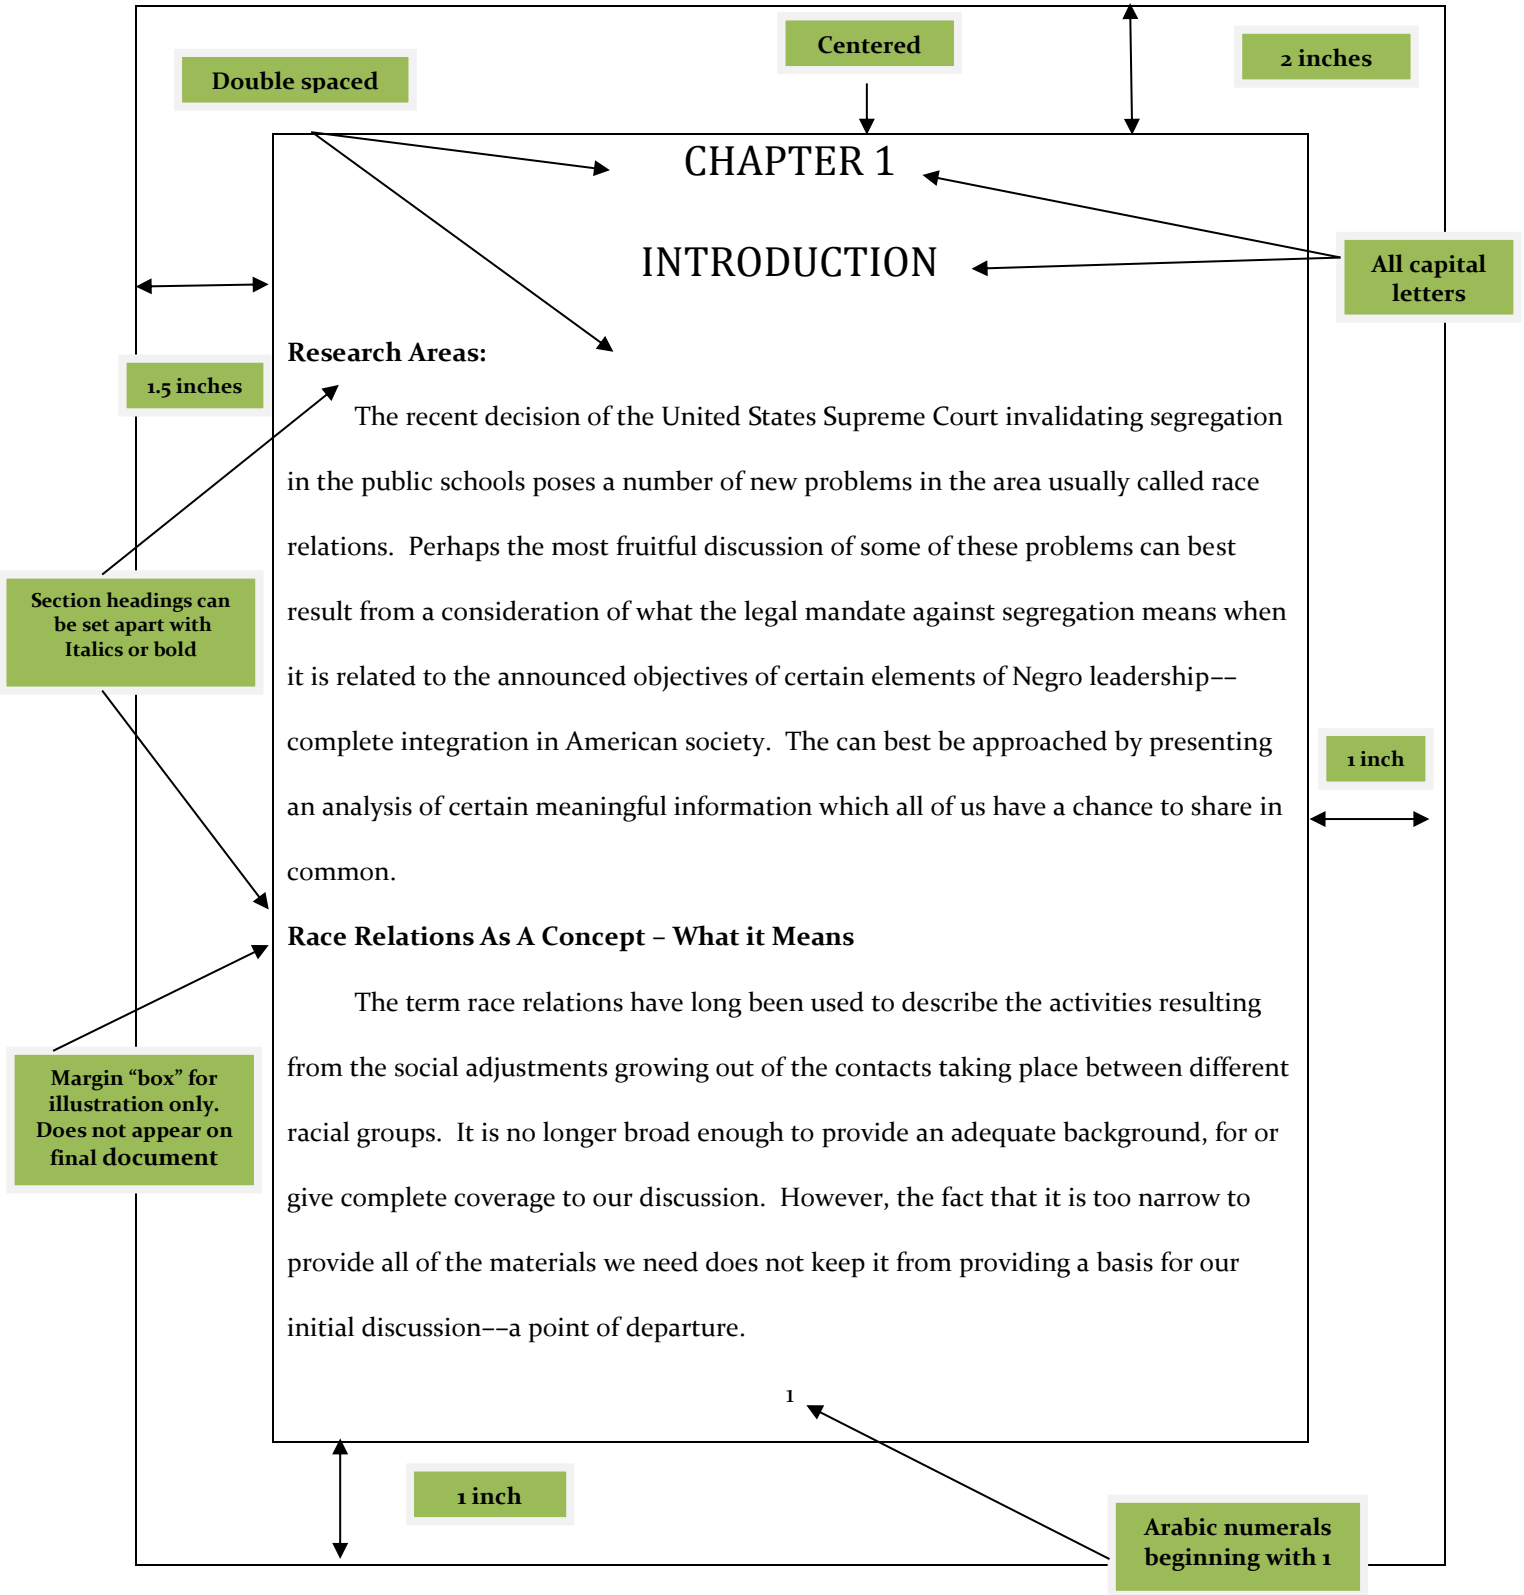 Centered
2 inches
Double spaced
CHAPTER 1
INTRODUCTION
All capital
letters
Research Areas:
1.5 inches
The recent decision of the United States Supreme Court invalidating segregation
in the public schools poses a number of new problems in the area usually called race
relations.  Perhaps the most fruitful discussion of some of these problems can best
result from a consideration of what the legal mandate against segregation means when
it is related to the announced objectives of certain elements of Negro leadership––
complete integration in American society.  The can best be approached by presenting
an analysis of certain meaningful information which all of us have a chance to share in
common.
Section headings can
be set apart with
Italics or bold
1 inch
Race Relations As A Concept – What it Means
The term race relations have long been used to describe the activities resulting
from the social adjustments growing out of the contacts taking place between different
racial groups.  It is no longer broad enough to provide an adequate background, for or
give complete coverage to our discussion.  However, the fact that it is too narrow to
provide all of the materials we need does not keep it from providing a basis for our
initial discussion––a point of departure.
Margin “box” for
illustration only.
Does not appear on
final document
1
1 inch
Arabic numerals
beginning with 1